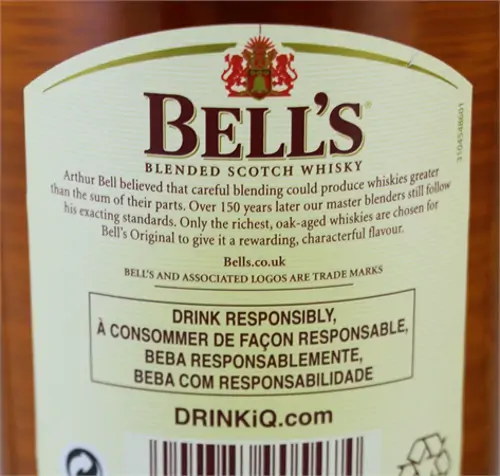 BELL'S
BLENDED SCOTCH WHISKY
Arthur Bell believed that careful blending could produce whiskies greater
than the sum of their parts. Over 150 years later our master blenders still follow
his exacting standards. Only the richest, oak-aged whiskies are chosen for
Bell's Original to give it a rewarding, characterful flavour.
Bells.co.uk
BELL'S AND ASSOCIATED LOGOS ARE TRADE MARKS
DRINK RESPONSIBLY,
À CONSOMMER DE FAÇON RESPONSABLE,
BEBA RESPONSABLEMENTE,
BEBA COM RESPONSABILIDADE
DRINKiQ.com